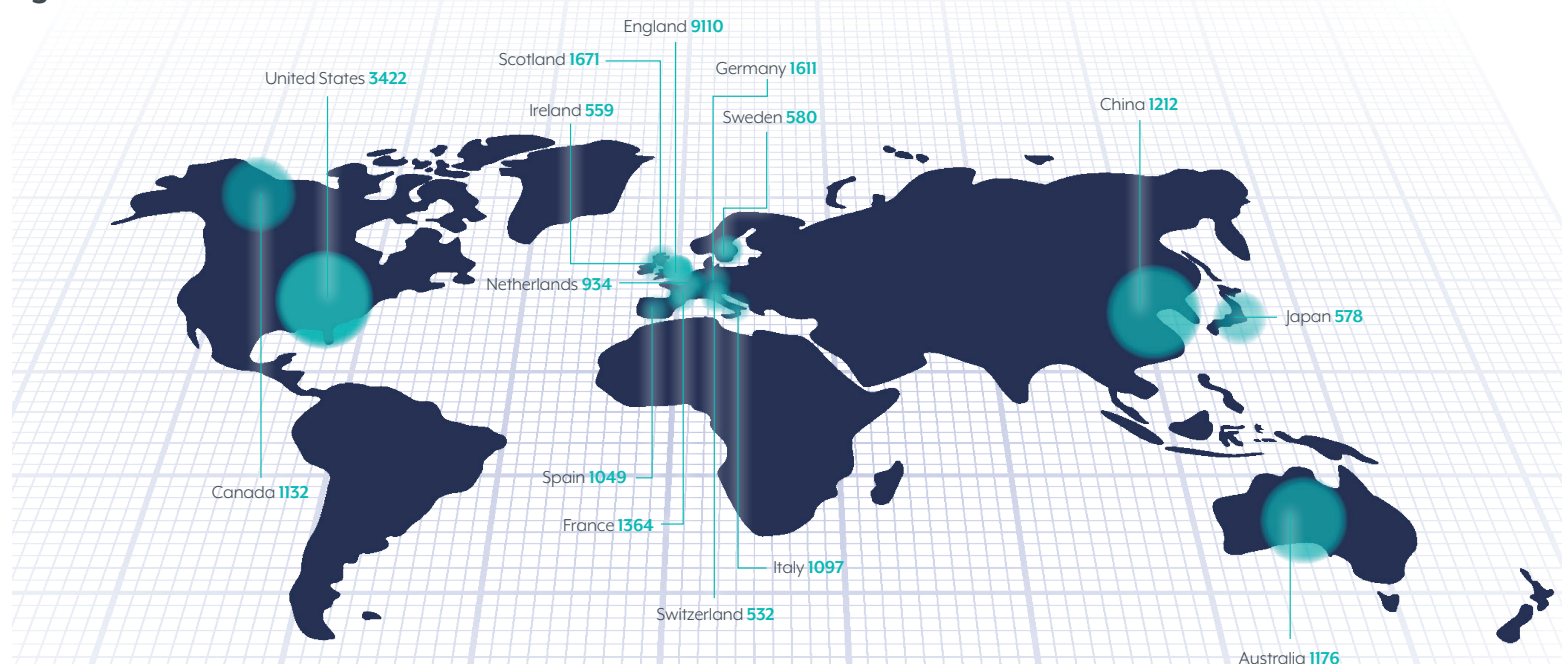 England 9110
Scotland 1671
Germany 1611
United States 3422
China 1212
Ireland 559
Sweden 580
Netherlands 934
Japan 578
Spain 1049
Canada 1132
France 1364
Italy 1097
Switzerland 532
Australia 1176